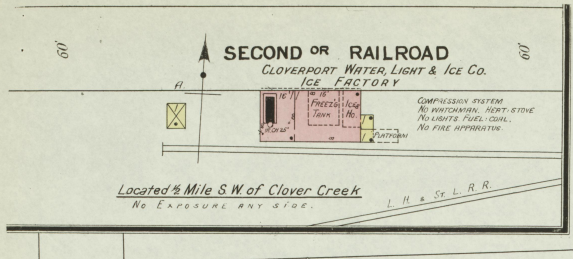 60'
60'
SECOND OR RAILROAD
CLOVERPORT WATER, LIGHT & ICE CO.
ICE FACTORY
A
16'
16'
FREEZ'G
TANK
ICE
HO.
COMPRESSION SYSTEM
NO WATCHMAN. HEAT: STOVE
NO LIGHTS. FUEL: COAL.
NO FIRE APPARATUS.
PLATFORM
Located ½ Mile S.W. of Clover Creek
NO EXPOSURE ANY SIDE.
L. H. & ST. L. R. R.